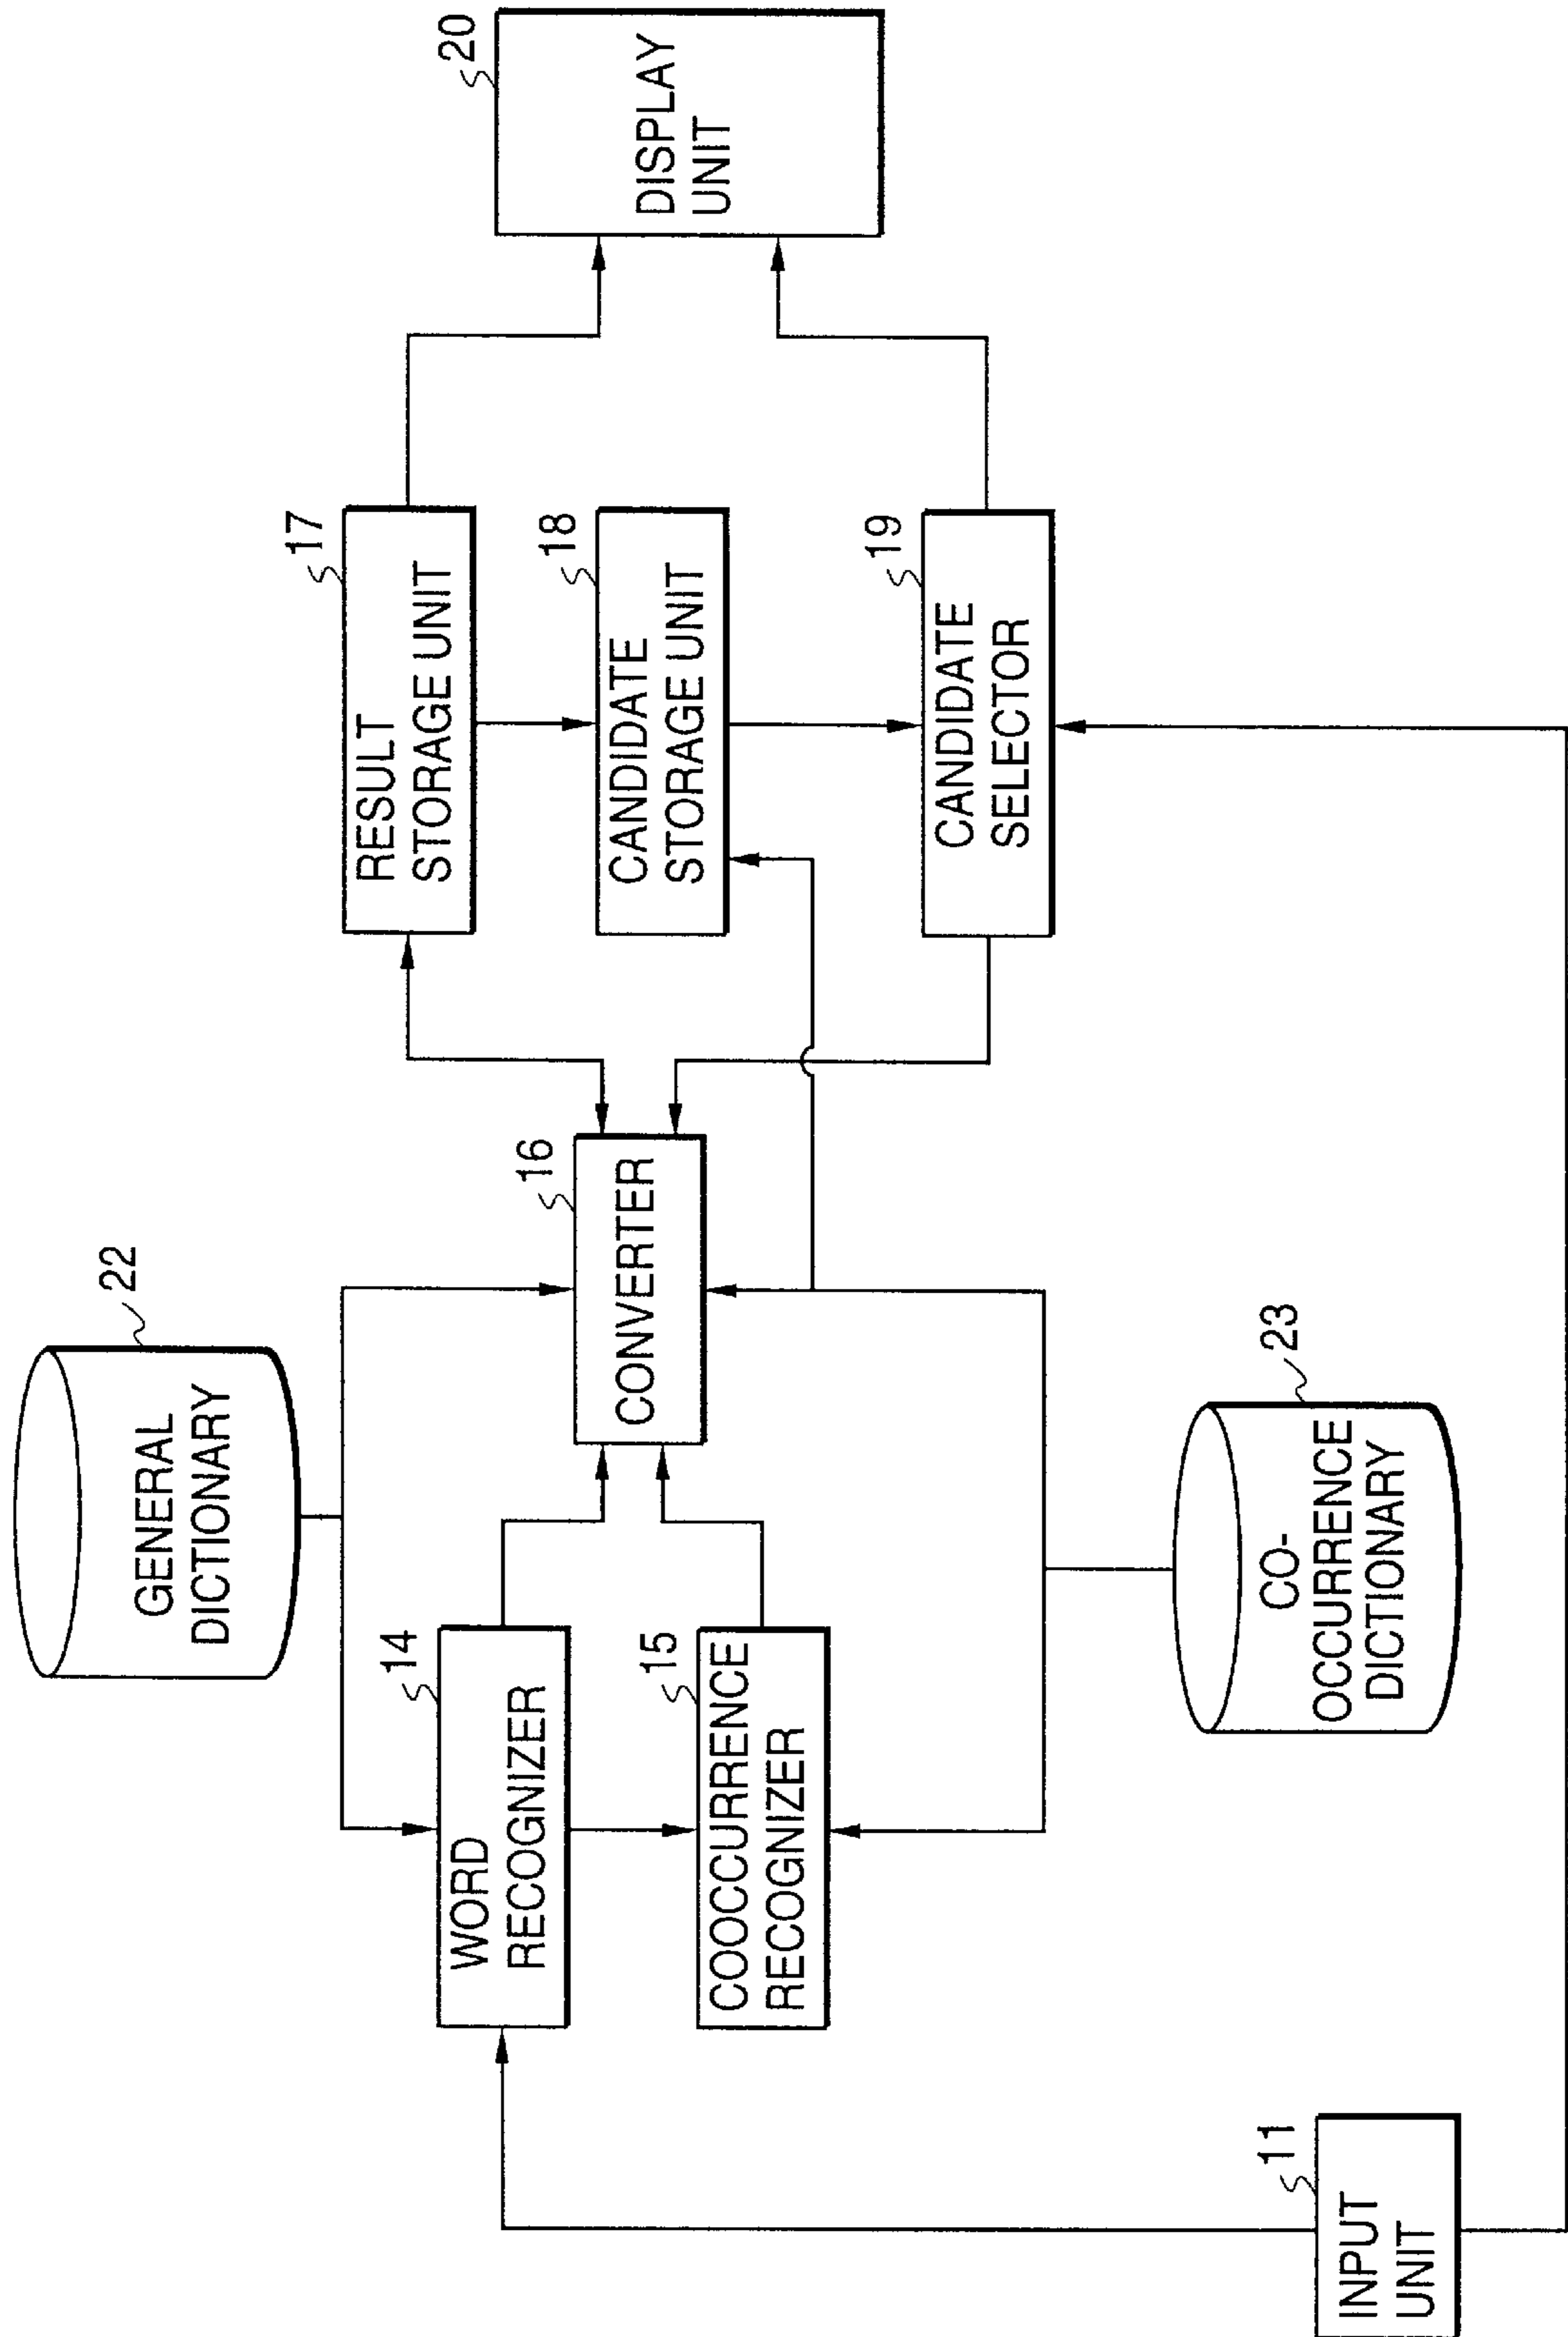 22
GENERAL
DICTIONARY
14
WORD
RECOGNIZER
15
COOCCURRENCE
RECOGNIZER
16
CONVERTER
17
RESULT
STORAGE UNIT
18
CANDIDATE
STORAGE UNIT
19
CANDIDATE
SELECTOR
20
DISPLAY
UNIT
11
INPUT
UNIT
23
CO-
OCCURRENCE
DICTIONARY